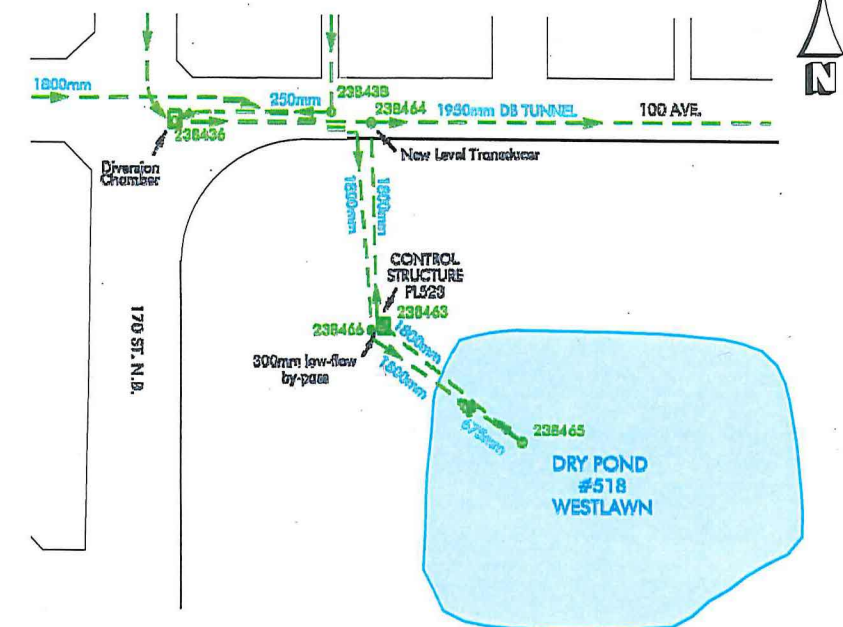 1800mm
250mm
238438
238464
1950mm DB TUNNEL
100 AVE.
N
238436
Diversion
Chamber
New Level Transducer
1800mm
1800mm
CONTROL
STRUCTURE
PL523
238463
238466
1800mm
300mm low-flow
by-pass
1800mm
170 ST. N.B.
675mm
238465
DRY POND
#518
WESTLAWN